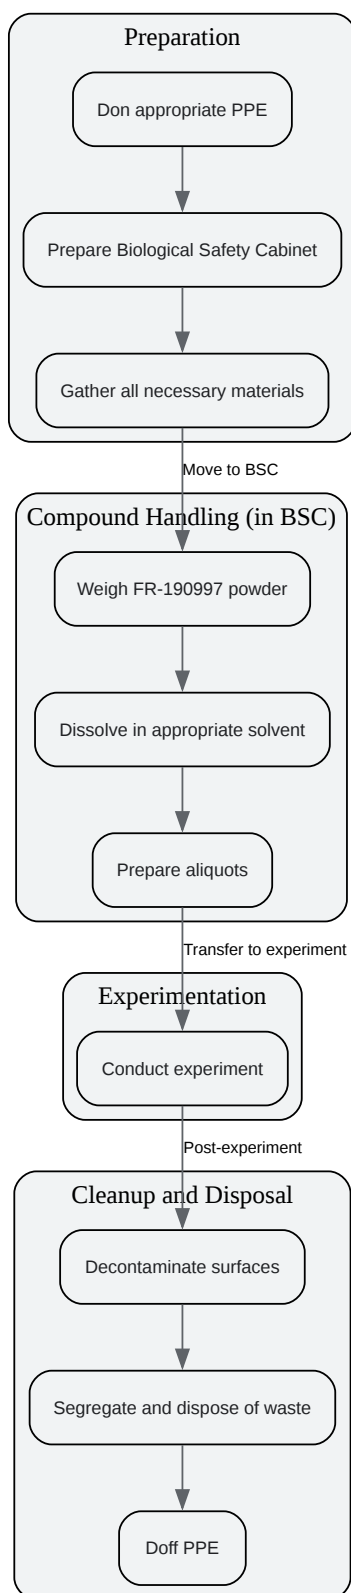 Preparation
Don appropriate PPE
Prepare Biological Safety Cabinet
Gather all necessary materials
Move to BSC
Compound Handling (in BSC)
Weigh FR-190997 powder
Dissolve in appropriate solvent
Prepare aliquots
Transfer to experiment
Experimentation
Conduct experiment
Post-experiment
Cleanup and Disposal
Decontaminate surfaces
Segregate and dispose of waste
Doff PPE